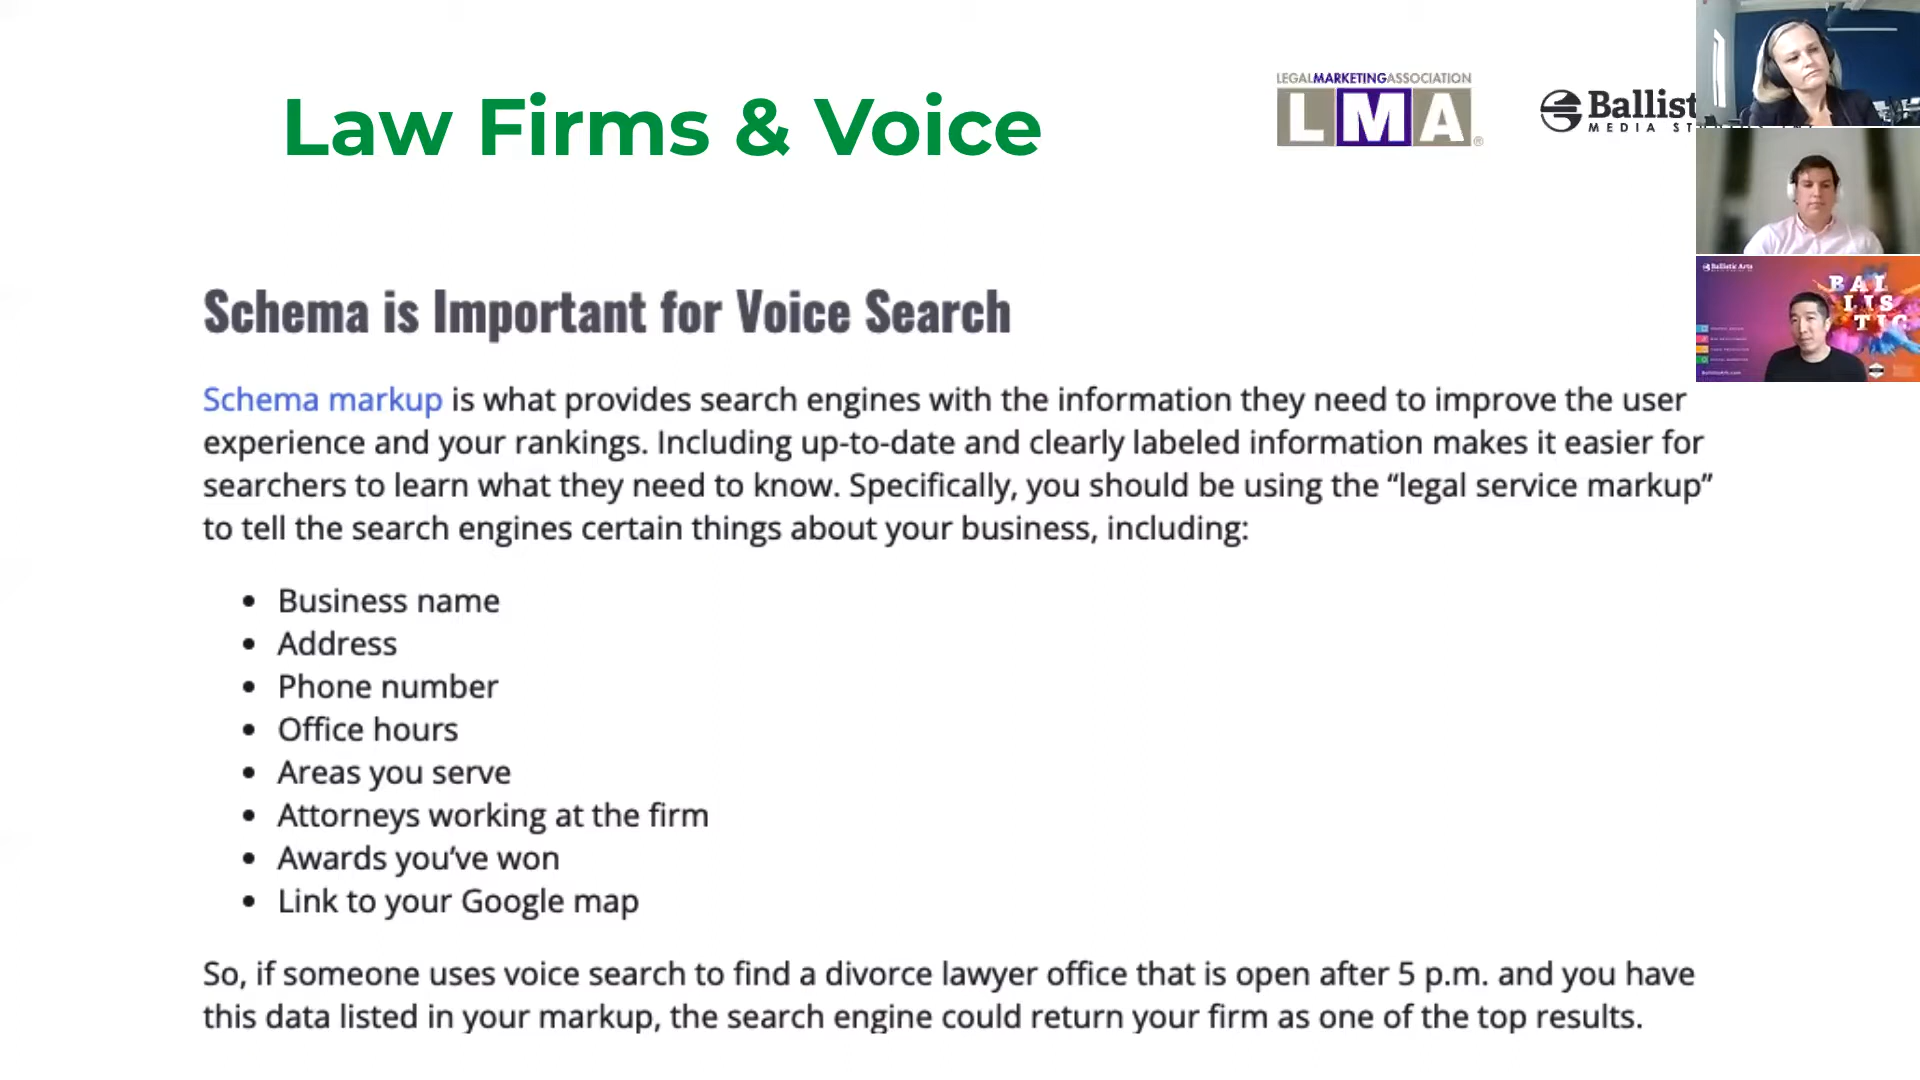 Law Firms & Voice
LEGALMARKETINGASSOCIATION
LMA®
Ballist
MEDIA ST
Ballistic Arts
BAL
LIS
TIC
Schema is Important for Voice Search
Schema markup is what provides search engines with the information they need to improve the user
experience and your rankings. Including up-to-date and clearly labeled information makes it easier for
searchers to learn what they need to know. Specifically, you should be using the “legal service markup”
to tell the search engines certain things about your business, including:
• Business name
• Address
• Phone number
• Office hours
• Areas you serve
• Attorneys working at the firm
• Awards you’ve won
• Link to your Google map
So, if someone uses voice search to find a divorce lawyer office that is open after 5 p.m. and you have
this data listed in your markup, the search engine could return your firm as one of the top results.